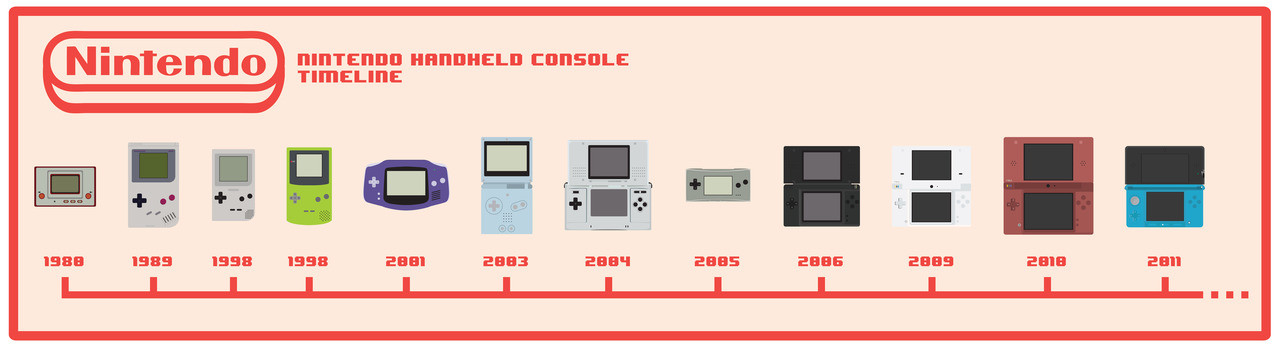 Nintendo
NINTENDO HANDHELD CONSOLE
TIMELINE
1980 1989 1998 1998 2001 2003 2004 2005 2006 2009 2010 2011